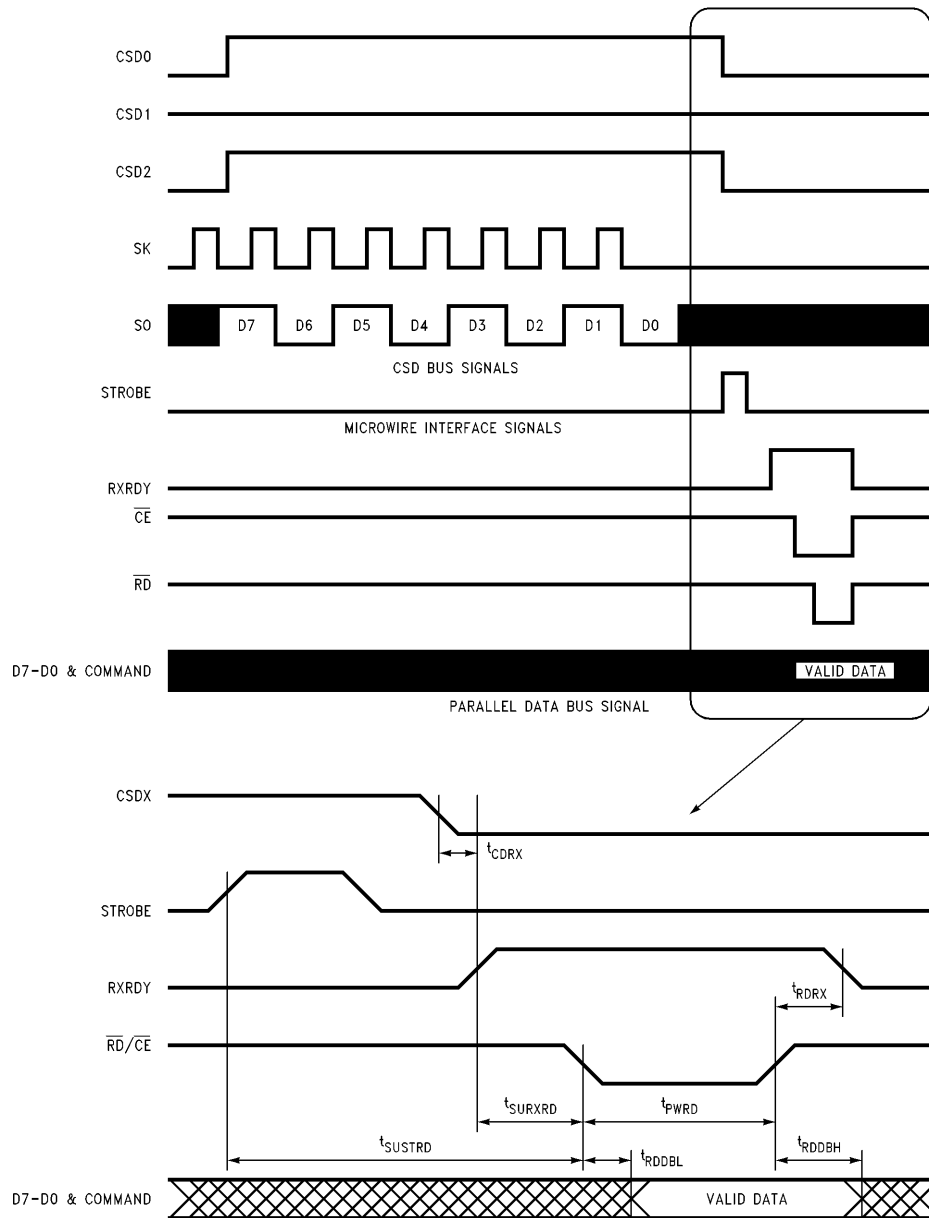 CSD0
CSD1
CSD2
SK
SO D7 D6 D5 D4 D3 D2 D1 D0
CSD BUS SIGNALS
STROBE
MICROWIRE INTERFACE SIGNALS
RXRDY
CE
RD
D7-D0 & COMMAND VALID DATA
PARALLEL DATA BUS SIGNAL
CSDX
tCDRX
STROBE
RXRDY
tRDRX
RD/CE
tSURXRD tPWRD
tSUSTRD tRDDBL tRDDBH
D7-D0 & COMMAND VALID DATA